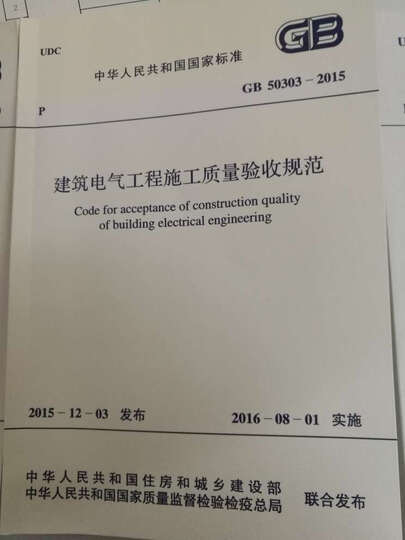 2
UDC
GB
中华人民共和国国家标准
P
GB 50303－2015
建筑电气工程施工质量验收规范
Code for acceptance of construction quality
of building electrical engineering
2015－12－03 发布
2016－08－01 实施
中华人民共和国住房和城乡建设部
中华人民共和国国家质量监督检验检疫总局
联合发布